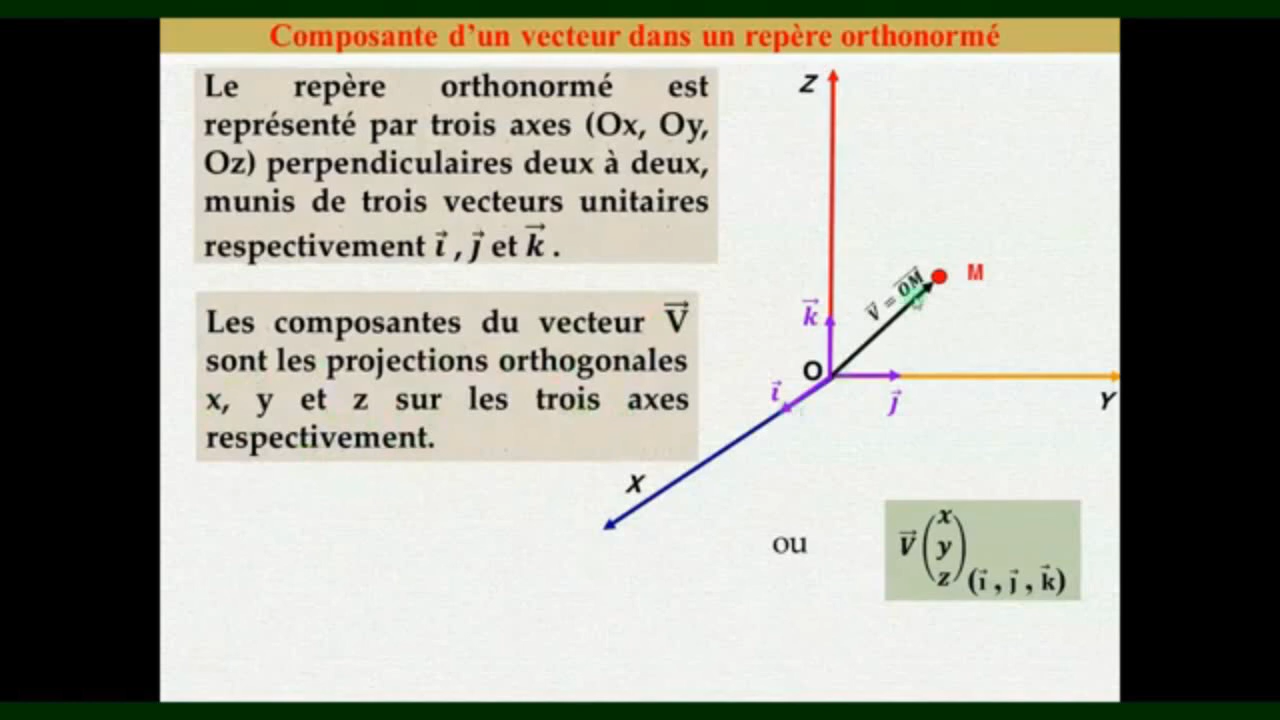 Composante d'un vecteur dans un repère orthonormé
Le repère orthonormé est
représenté par trois axes (Ox, Oy,
Oz) perpendiculaires deux à deux,
munis de trois vecteurs unitaires
respectivement i⃗ , j⃗ et k⃗ .
Les composantes du vecteur V⃗
sont les projections orthogonales
x, y et z sur les trois axes
respectivement.
Z
M
V⃗ = OM⃗
k⃗
O
i⃗
j⃗
Y
X
ou
V⃗ (x
y
z) (i⃗ , j⃗ , k⃗)